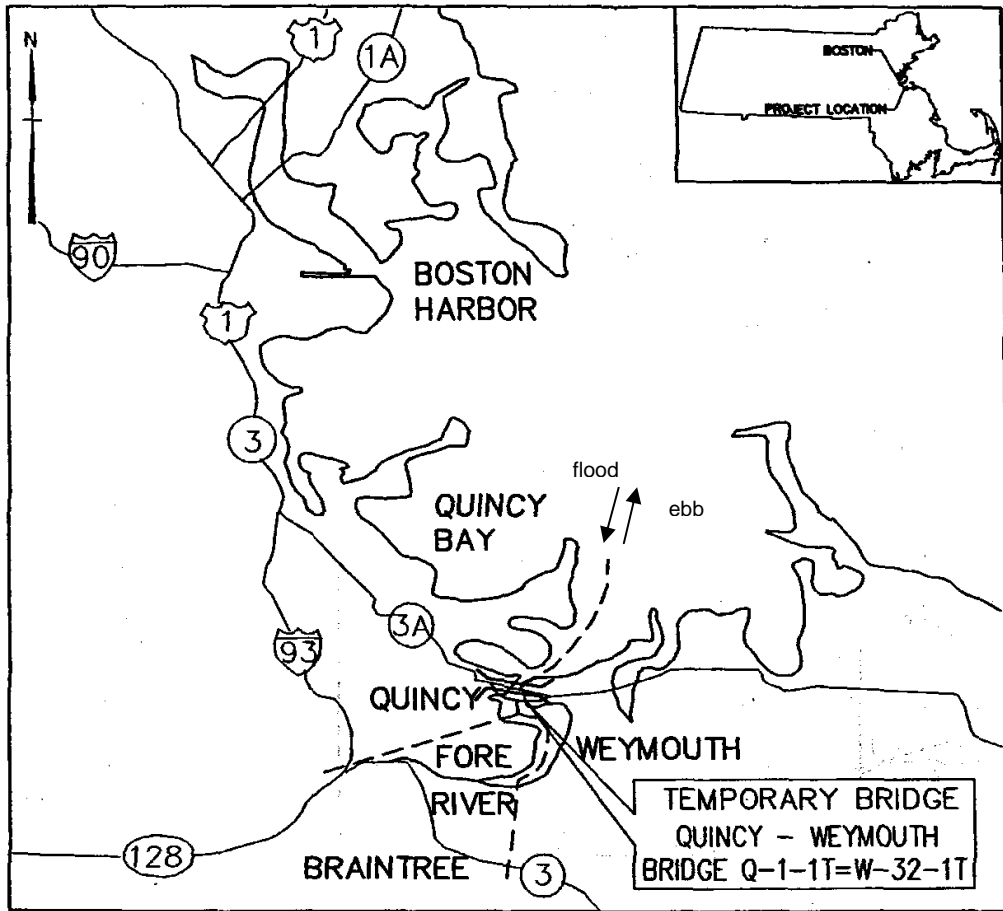 N
1
1A
BOSTON
PROJECT LOCATION
90
BOSTON
HARBOR
1
3
flood
ebb
QUINCY
BAY
3A
93
QUINCY
FORE
RIVER
WEYMOUTH
TEMPORARY BRIDGE
QUINCY - WEYMOUTH
BRIDGE Q-1-1T=W-32-1T
128
BRAINTREE
3